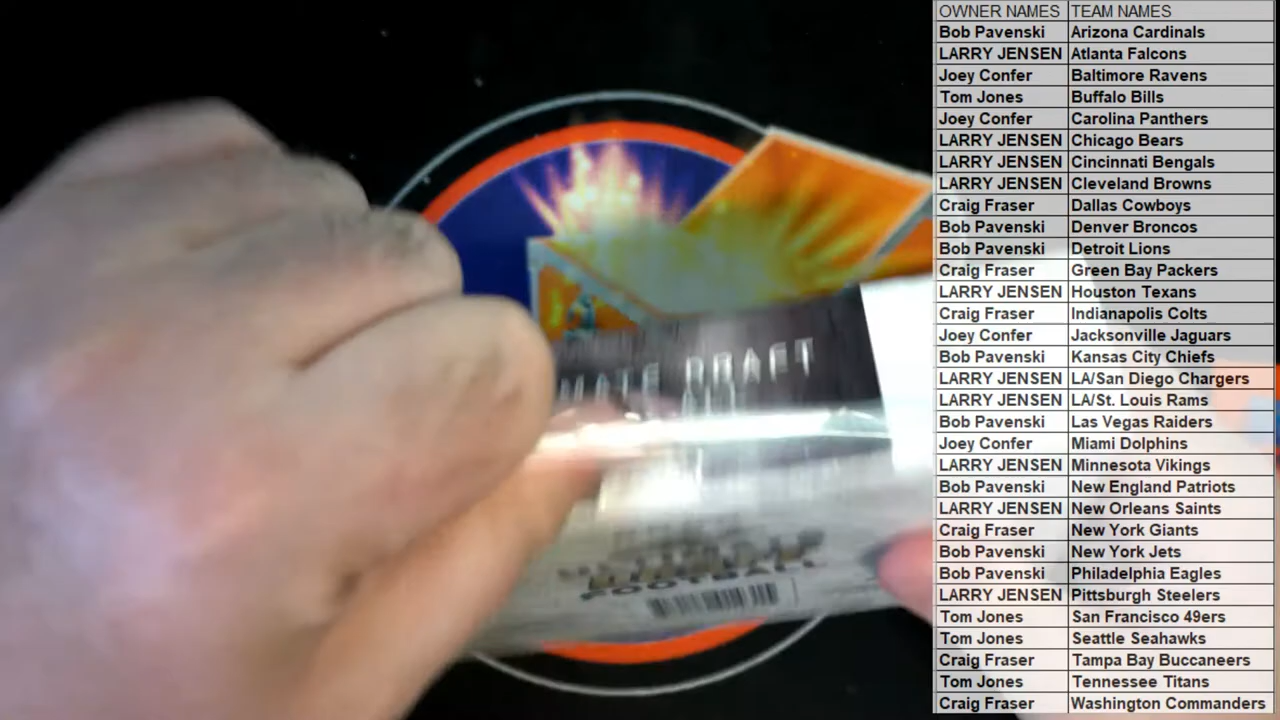 OWNER NAMES TEAM NAMES
Bob Pavenski Arizona Cardinals
LARRY JENSEN Atlanta Falcons
Joey Confer Baltimore Ravens
Tom Jones Buffalo Bills
Joey Confer Carolina Panthers
LARRY JENSEN Chicago Bears
LARRY JENSEN Cincinnati Bengals
LARRY JENSEN Cleveland Browns
Craig Fraser Dallas Cowboys
Bob Pavenski Denver Broncos
Bob Pavenski Detroit Lions
Craig Fraser Green Bay Packers
LARRY JENSEN Houston Texans
Craig Fraser Indianapolis Colts
Joey Confer Jacksonville Jaguars
Bob Pavenski Kansas City Chiefs
LARRY JENSEN LA/San Diego Chargers
LARRY JENSEN LA/St. Louis Rams
Bob Pavenski Las Vegas Raiders
Joey Confer Miami Dolphins
LARRY JENSEN Minnesota Vikings
Bob Pavenski New England Patriots
LARRY JENSEN New Orleans Saints
Craig Fraser New York Giants
Bob Pavenski New York Jets
Bob Pavenski Philadelphia Eagles
LARRY JENSEN Pittsburgh Steelers
Tom Jones San Francisco 49ers
Tom Jones Seattle Seahawks
Craig Fraser Tampa Bay Buccaneers
Tom Jones Tennessee Titans
Craig Fraser Washington Commanders
DRAFT
FOOTBALL